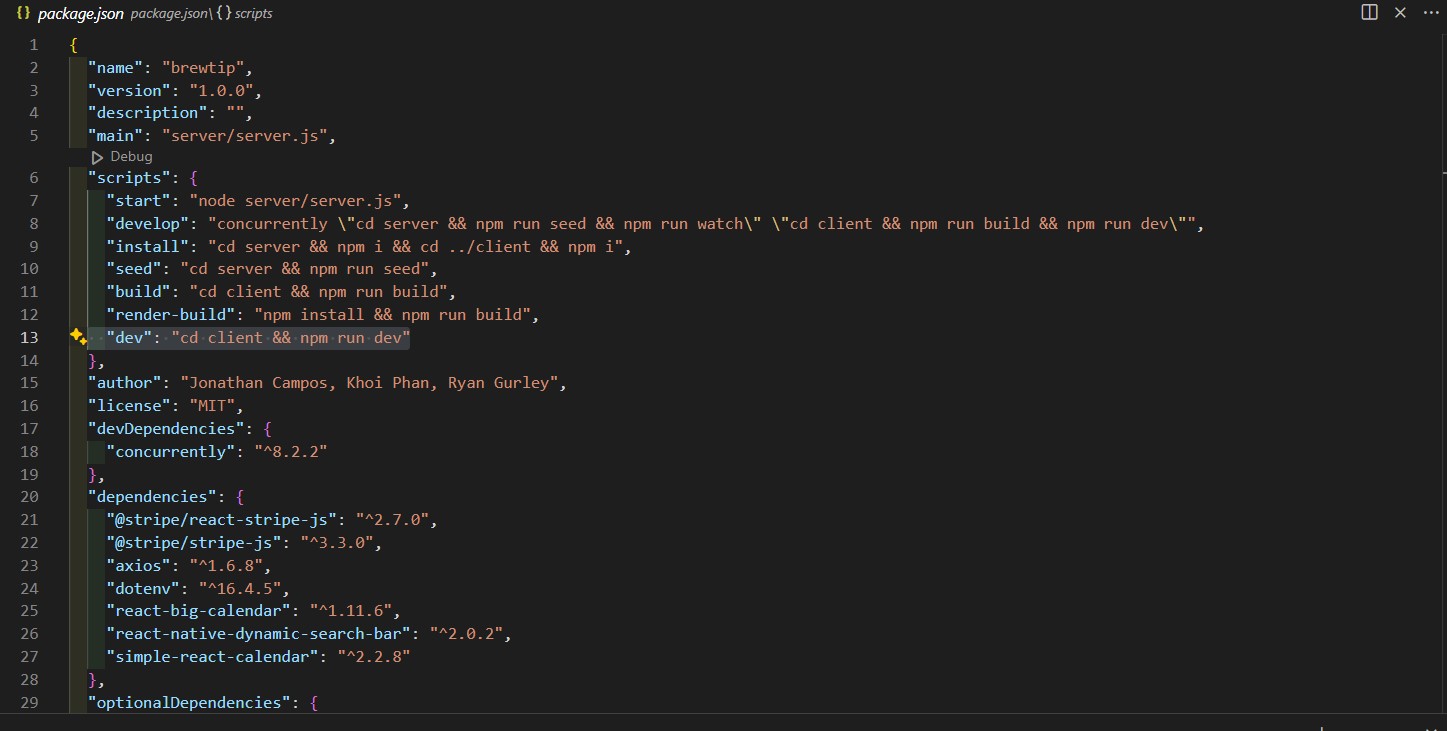 {} package.json package.json\ {} scripts
1 {
2 "name": "brewtip",
3 "version": "1.0.0",
4 "description": "",
5 "main": "server/server.js",
Debug
6 "scripts": {
7 "start": "node server/server.js",
8 "develop": "concurrently \"cd server && npm run seed && npm run watch\" \"cd client && npm run build && npm run dev\"",
9 "install": "cd server && npm i && cd ../client && npm i",
10 "seed": "cd server && npm run seed",
11 "build": "cd client && npm run build",
12 "render-build": "npm install && npm run build",
13 "dev": "cd client && npm run dev"
14 },
15 "author": "Jonathan Campos, Khoi Phan, Ryan Gurley",
16 "license": "MIT",
17 "devDependencies": {
18 "concurrently": "^8.2.2"
19 },
20 "dependencies": {
21 "@stripe/react-stripe-js": "^2.7.0",
22 "@stripe/stripe-js": "^3.3.0",
23 "axios": "^1.6.8",
24 "dotenv": "^16.4.5",
25 "react-big-calendar": "^1.11.6",
26 "react-native-dynamic-search-bar": "^2.0.2",
27 "simple-react-calendar": "^2.2.8"
28 },
29 "optionalDependencies": {